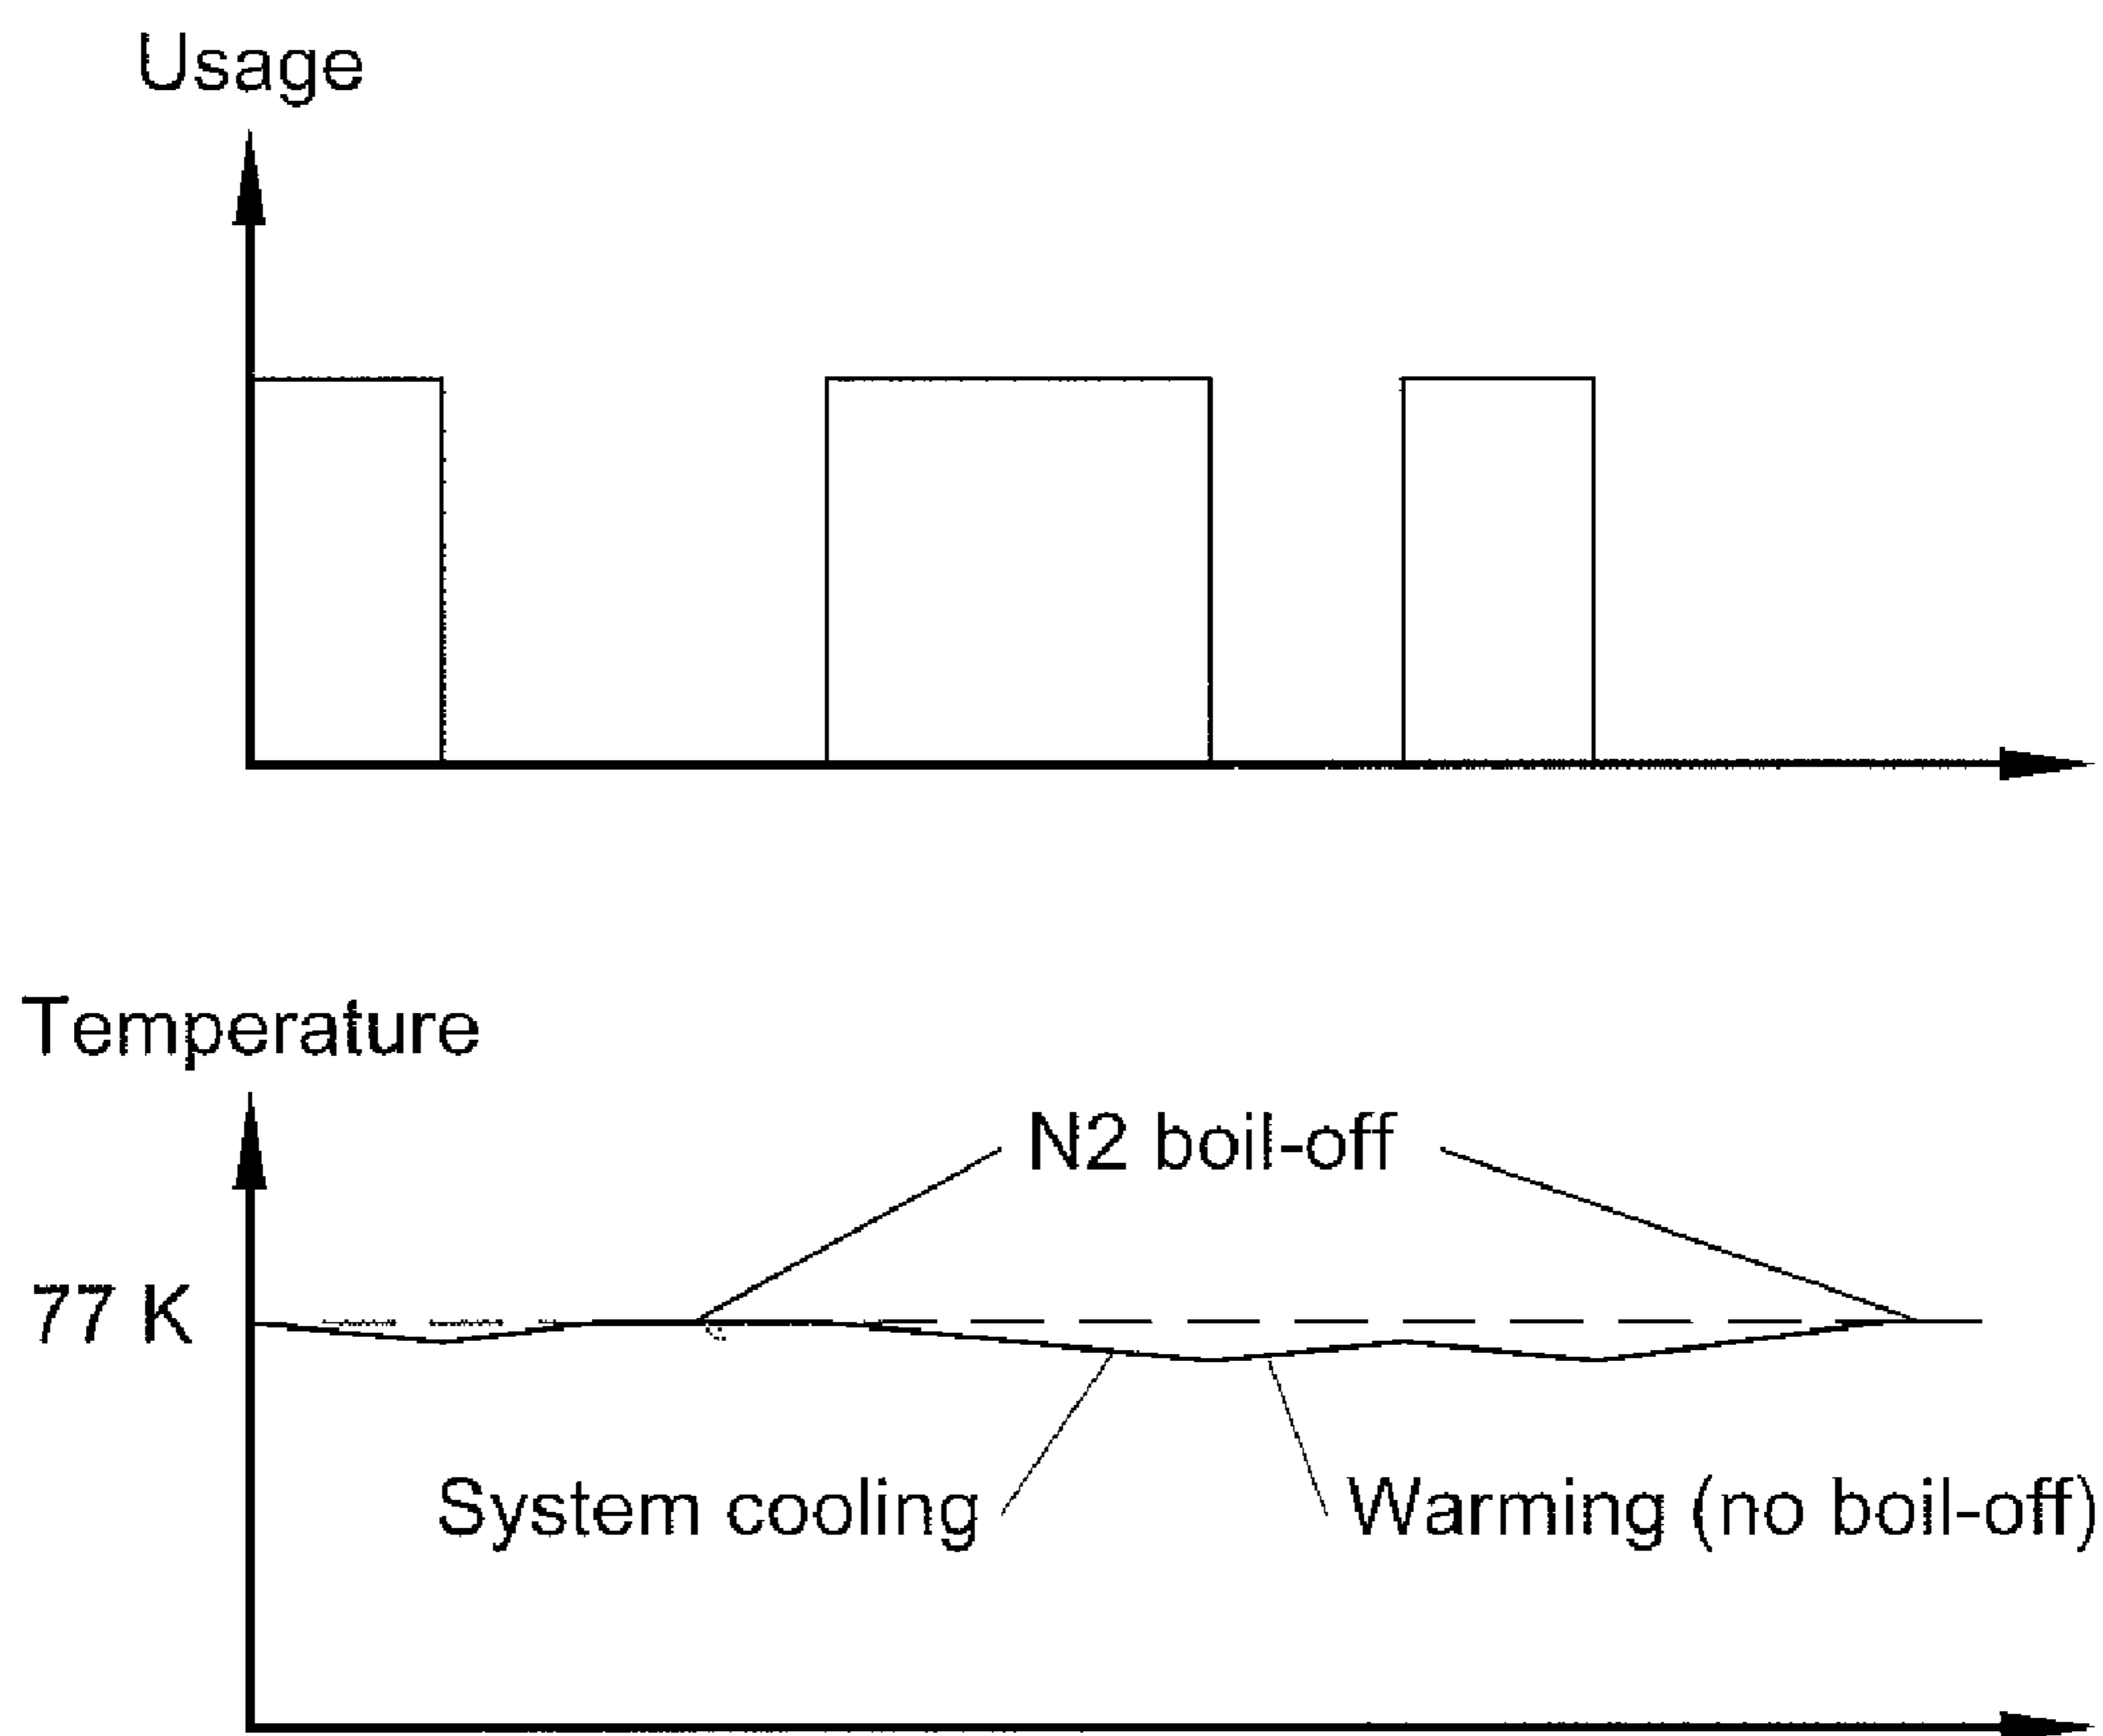 Usage
Temperature
N2 boil-off
77 K
System cooling
Warming (no boil-off)